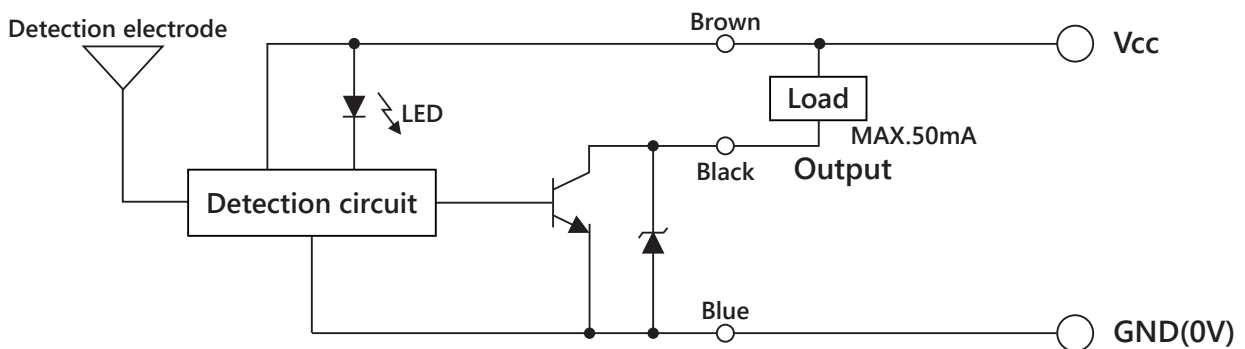 Detection electrode
Brown
Vcc
LED
Load
MAX.50mA
Black
Output
Detection circuit
Blue
GND(0V)